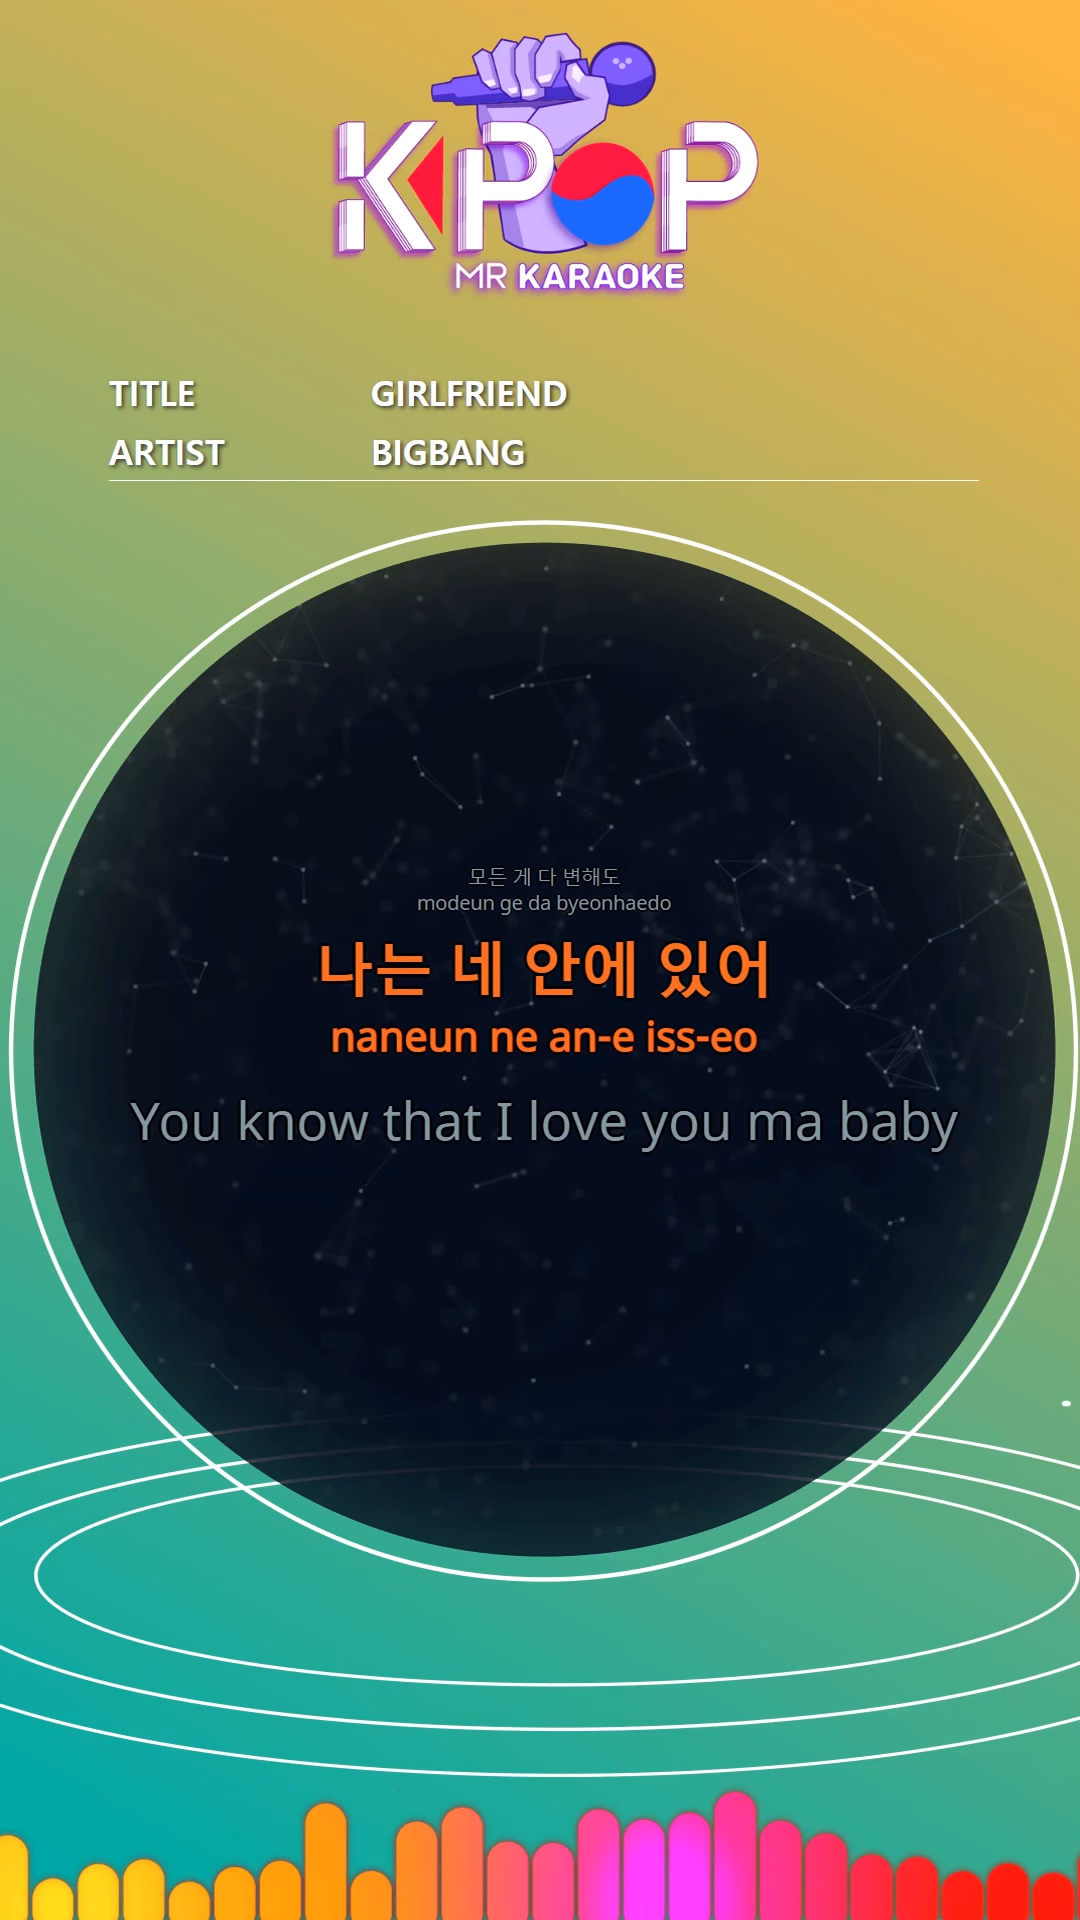 KPOP
MR KARAOKE
TITLE GIRLFRIEND
ARTIST BIGBANG
모든 게 다 변해도
modeun ge da byeonhaedo
나는 네 안에 있어
naneun ne an-e iss-eo
You know that I love you ma baby